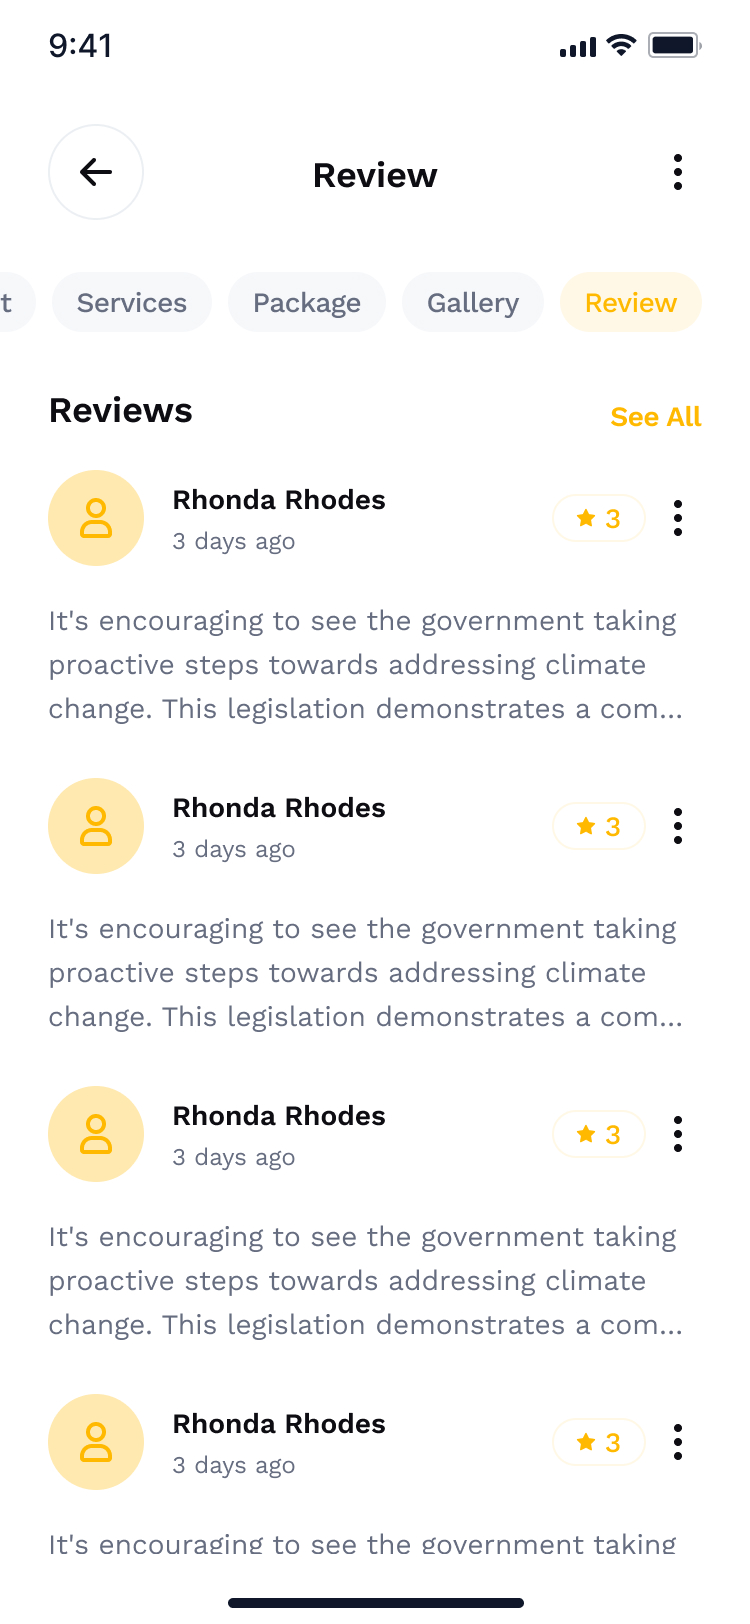 9:41
Review
t Services Package Gallery Review
Reviews
See All
Rhonda Rhodes
3
3 days ago
It's encouraging to see the government taking
proactive steps towards addressing climate
change. This legislation demonstrates a com...
Rhonda Rhodes
3
3 days ago
It's encouraging to see the government taking
proactive steps towards addressing climate
change. This legislation demonstrates a com...
Rhonda Rhodes
3
3 days ago
It's encouraging to see the government taking
proactive steps towards addressing climate
change. This legislation demonstrates a com...
Rhonda Rhodes
3
3 days ago
It's encouraging to see the government taking